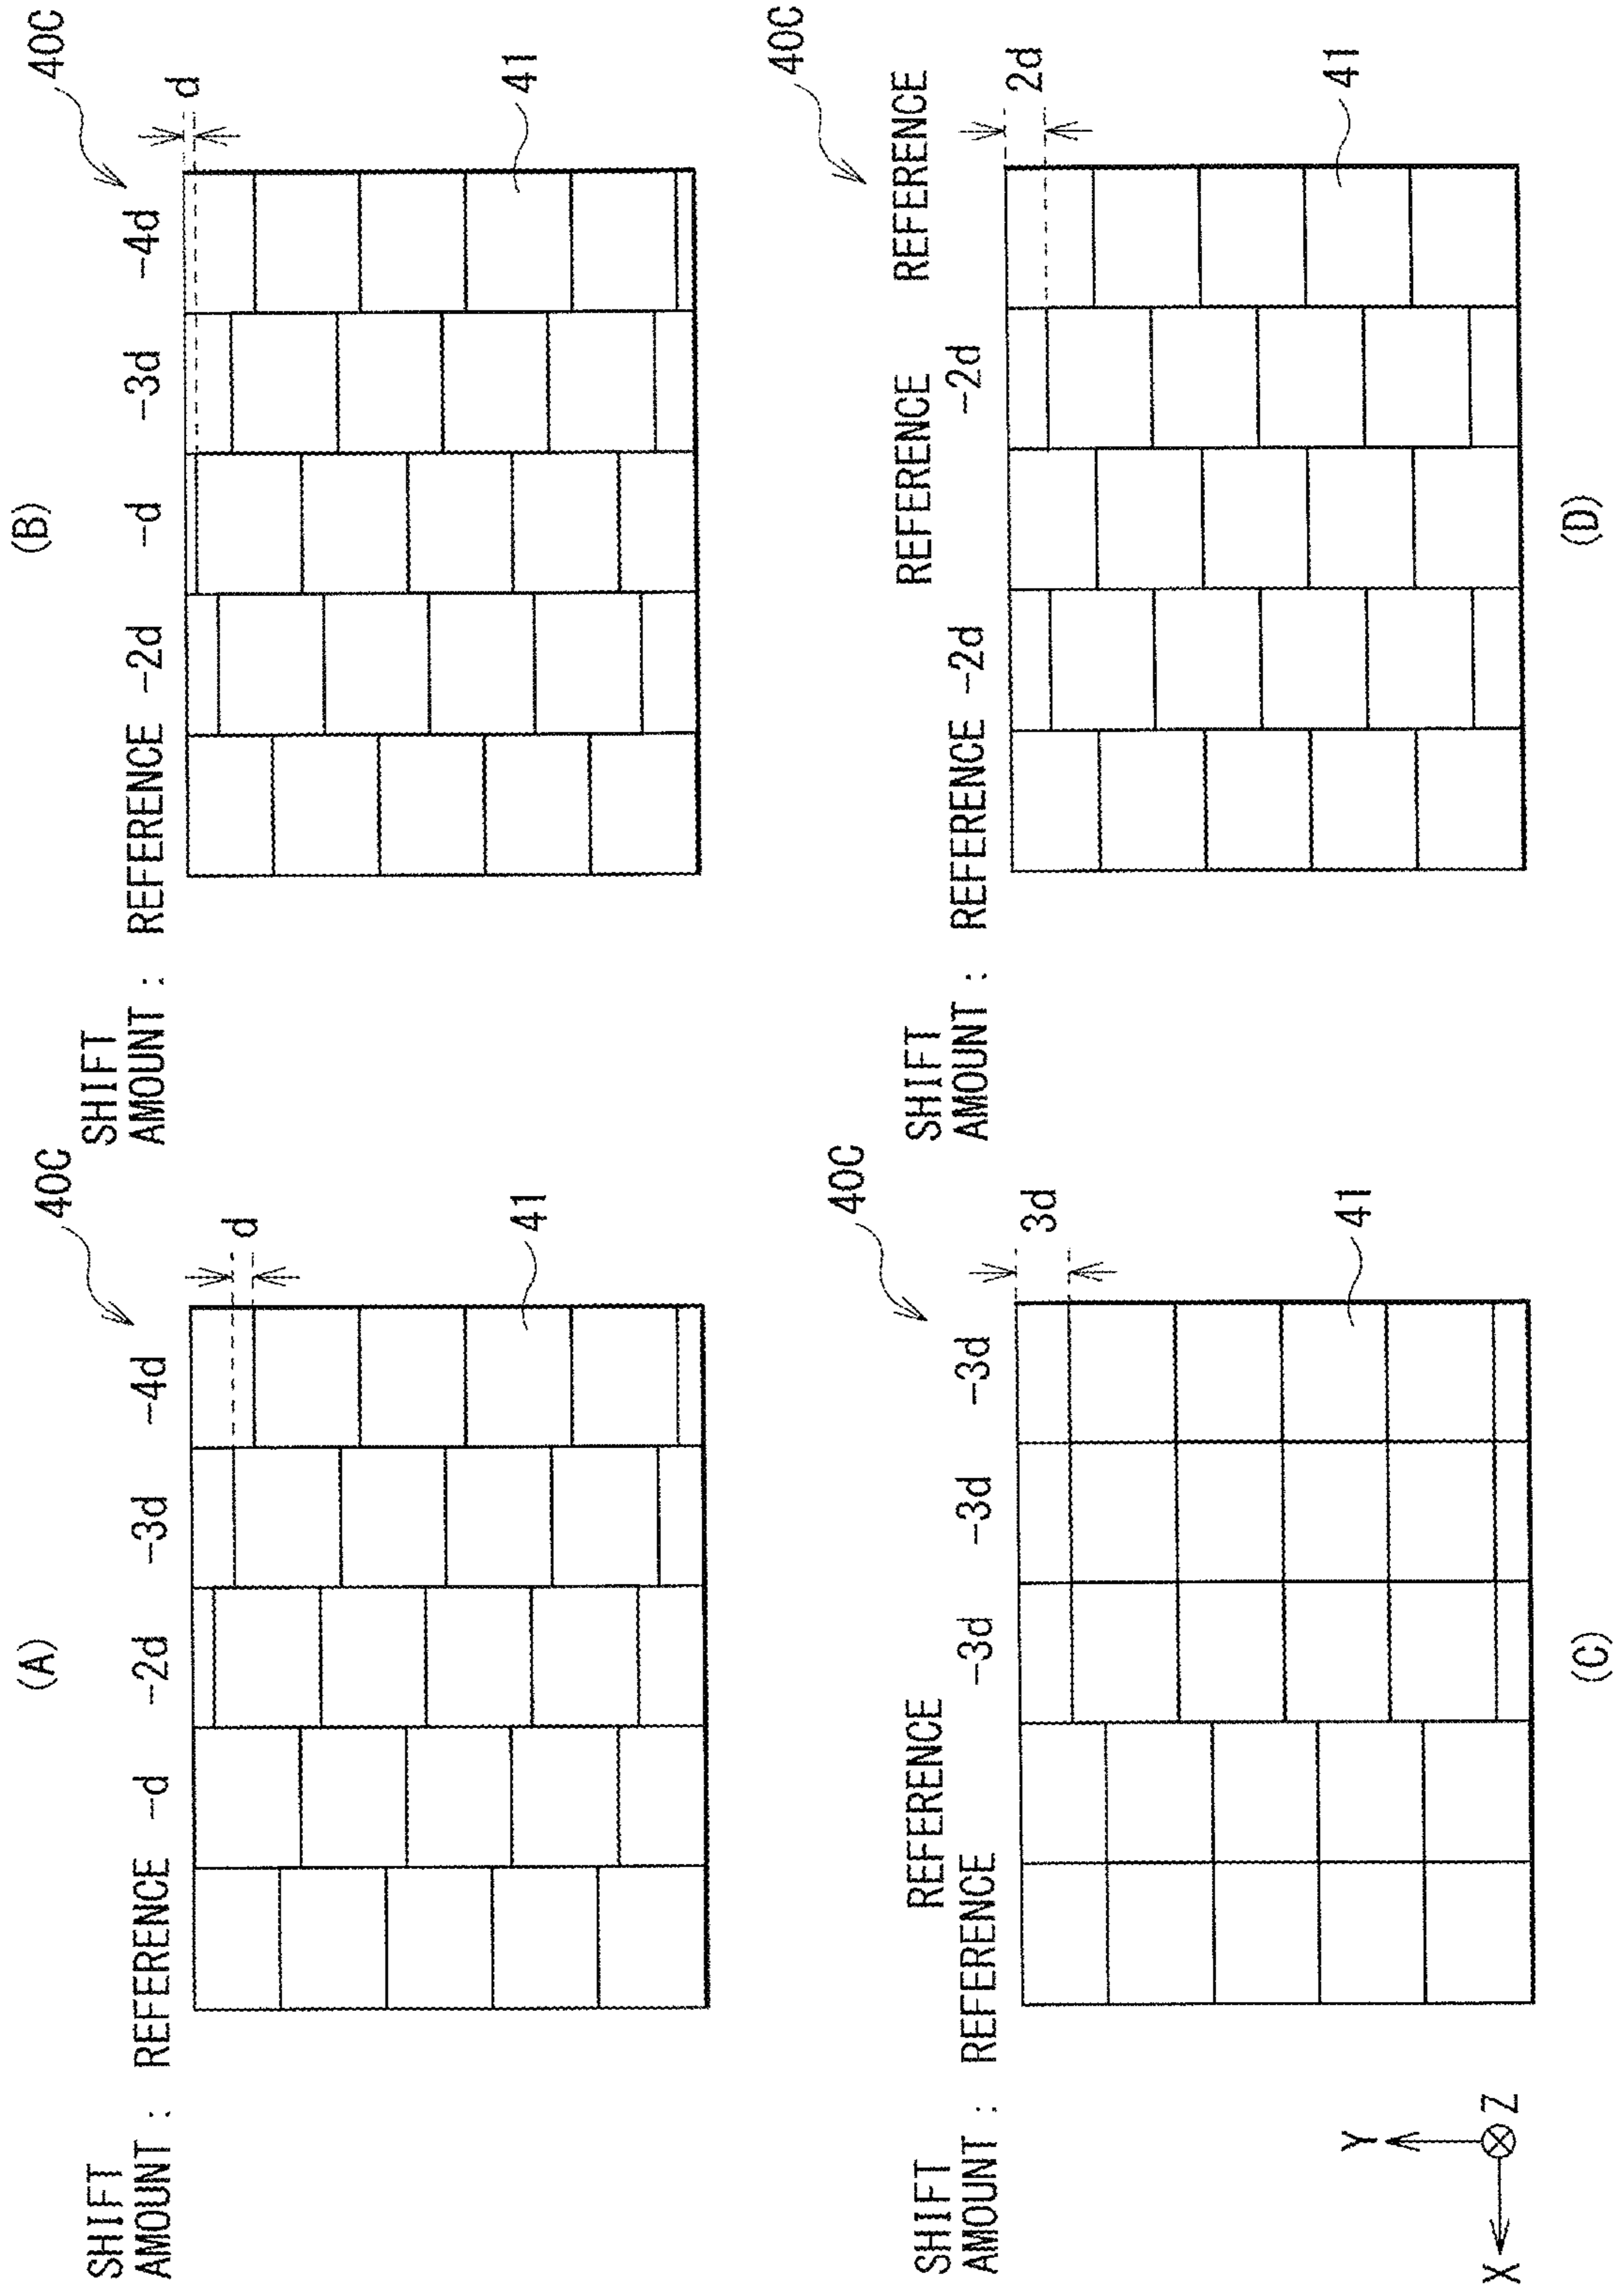 (A)
40C
SHIFT
AMOUNT : REFERENCE -d -2d -3d -4d
d
41
(B)
40C
SHIFT
AMOUNT : REFERENCE -2d -d -3d -4d
d
41
40C
REFERENCE
SHIFT
AMOUNT : REFERENCE -3d -3d -3d
3d
41
(C)
40C
REFERENCE REFERENCE
SHIFT
AMOUNT : REFERENCE -2d -2d
2d
41
(D)
Y
X
Z